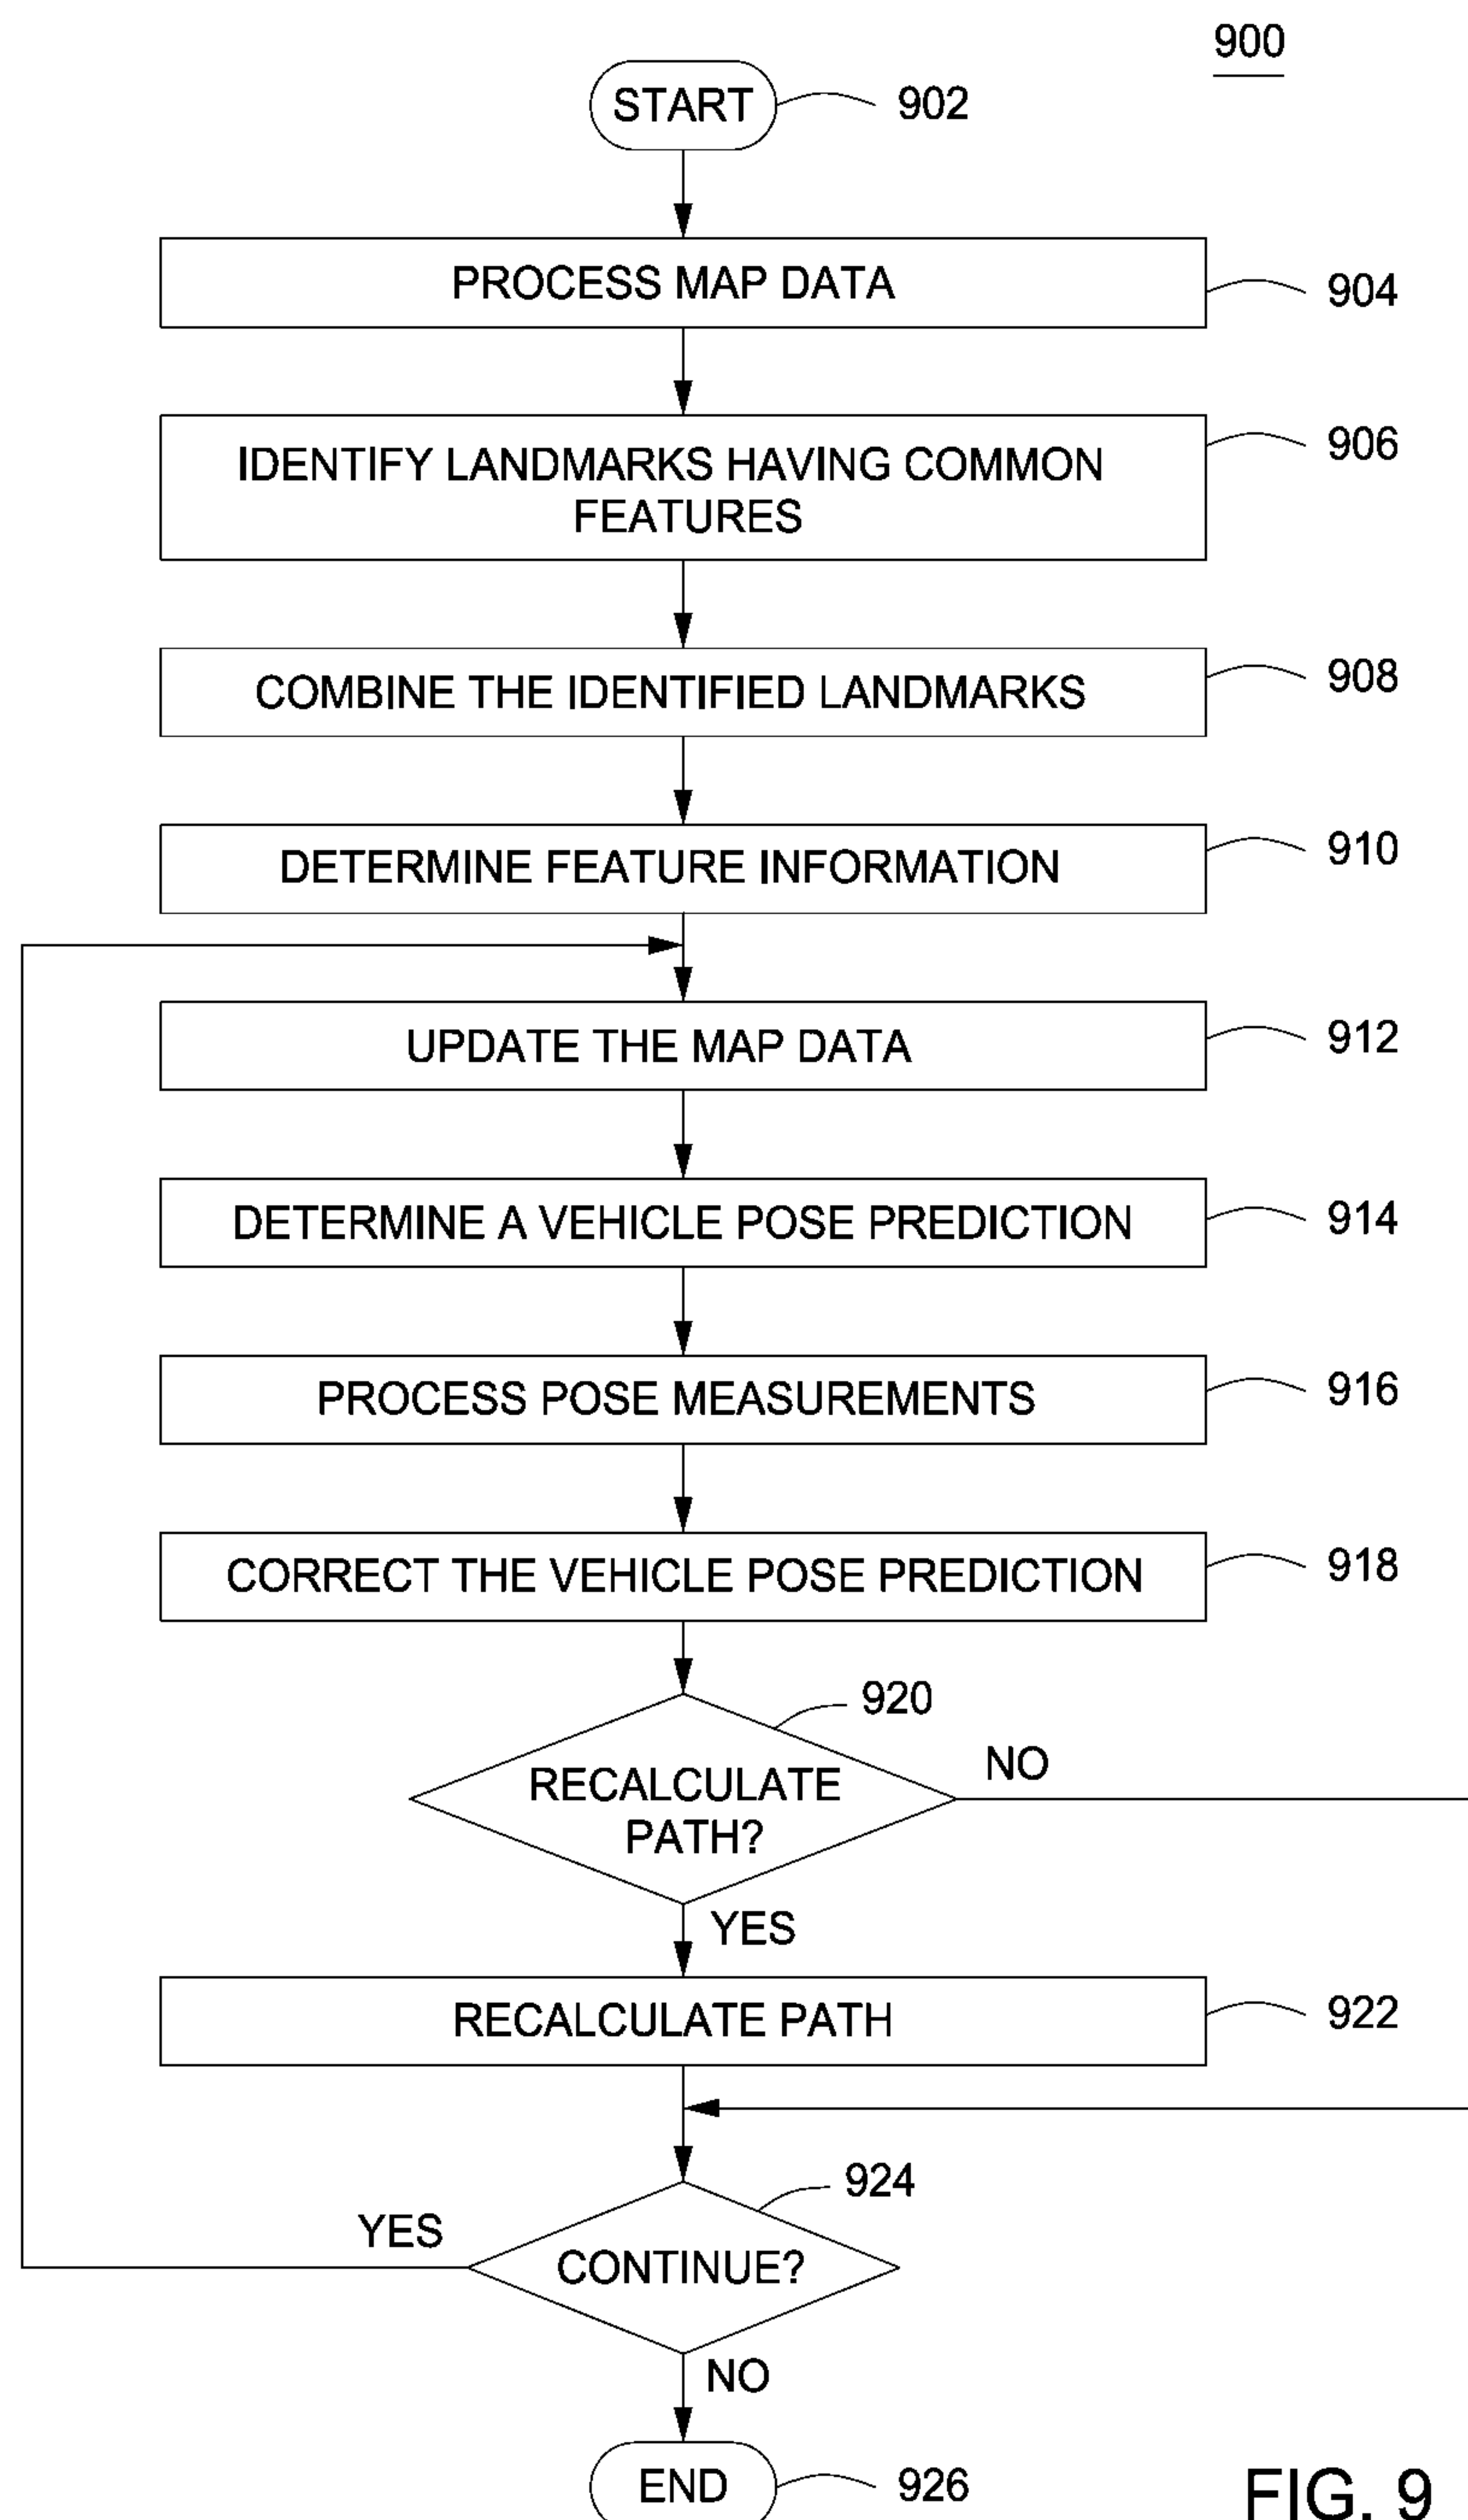 900
START
902
PROCESS MAP DATA
904
IDENTIFY LANDMARKS HAVING COMMON
FEATURES
906
COMBINE THE IDENTIFIED LANDMARKS
908
DETERMINE FEATURE INFORMATION
910
UPDATE THE MAP DATA
912
DETERMINE A VEHICLE POSE PREDICTION
914
PROCESS POSE MEASUREMENTS
916
CORRECT THE VEHICLE POSE PREDICTION
918
920
RECALCULATE
PATH?
NO
YES
RECALCULATE PATH
922
924
YES
CONTINUE?
NO
END
926
FIG. 9